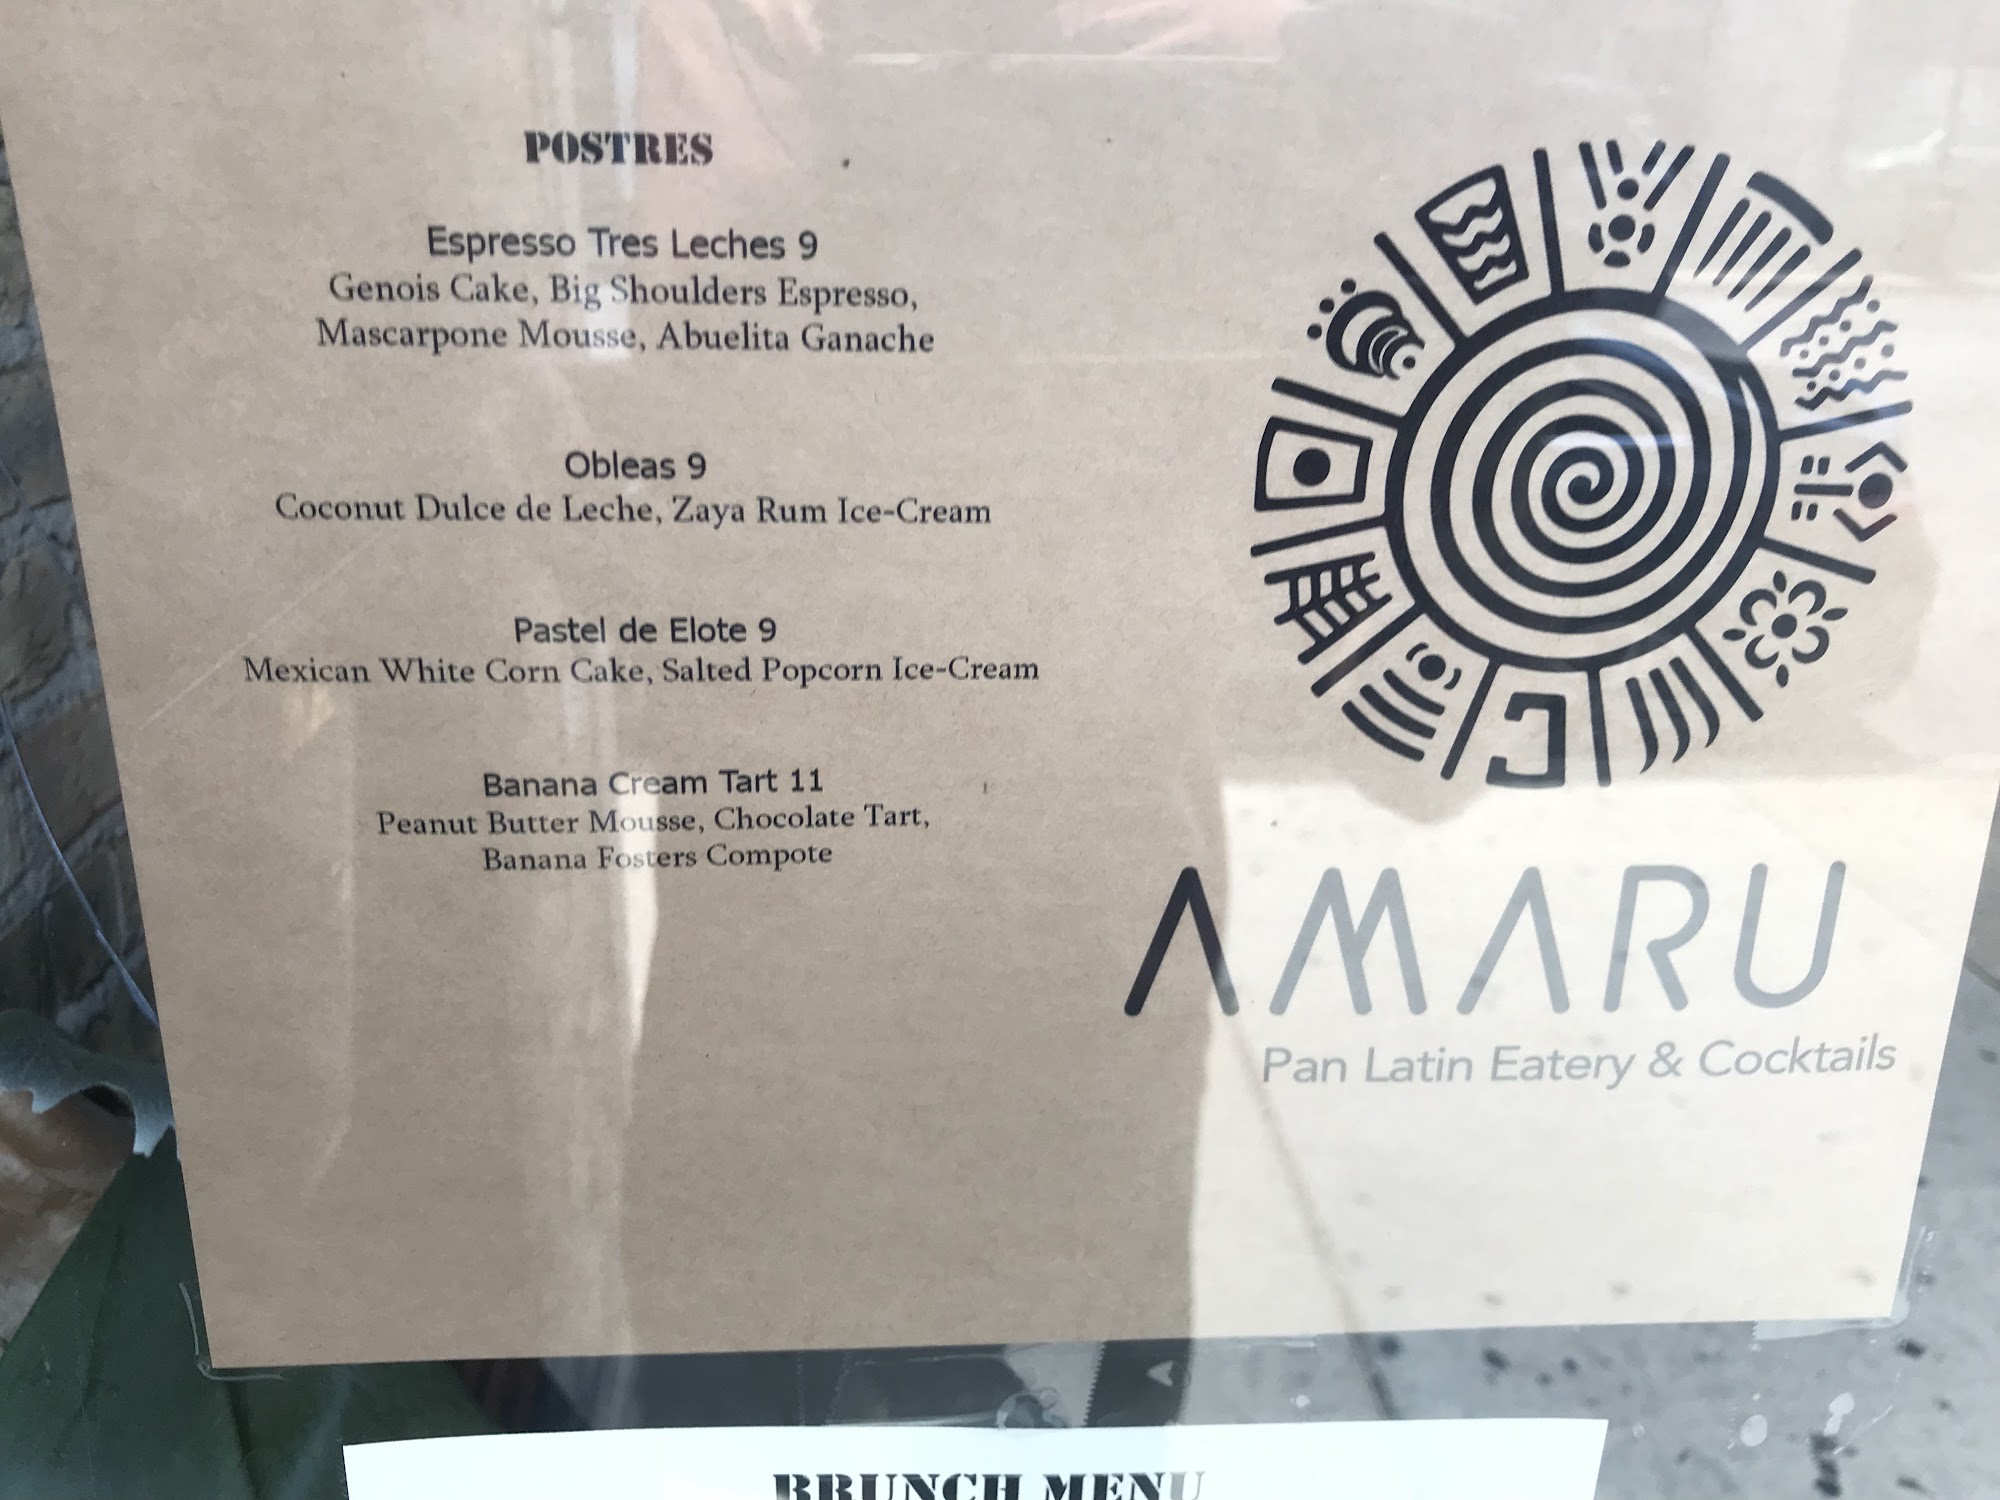 POSTRES
Espresso Tres Leches 9
Genois Cake, Big Shoulders Espresso,
Mascarpone Mousse, Abuelita Ganache
Obleas 9
Coconut Dulce de Leche, Zaya Rum Ice-Cream
Pastel de Elote 9
Mexican White Corn Cake, Salted Popcorn Ice-Cream
Banana Cream Tart 11
Peanut Butter Mousse, Chocolate Tart,
Banana Fosters Compote
AMARU
Pan Latin Eatery & Cocktails
BRUNCH MENU